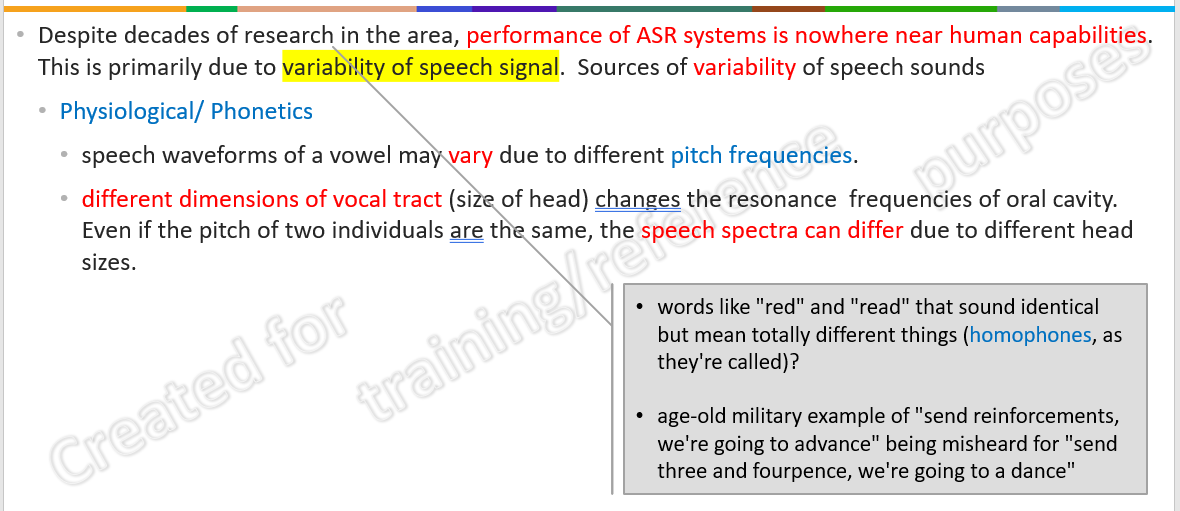 • Despite decades of research in the area, performance of ASR systems is nowhere near human capabilities.
This is primarily due to variability of speech signal. Sources of variability of speech sounds
• Physiological/ Phonetics
• speech waveforms of a vowel may vary due to different pitch frequencies.
• different dimensions of vocal tract (size of head) changes the resonance frequencies of oral cavity.
Even if the pitch of two individuals are the same, the speech spectra can differ due to different head
sizes.
• words like "red" and "read" that sound identical
but mean totally different things (homophones, as
they're called)?
• age-old military example of "send reinforcements,
we're going to advance" being misheard for "send
three and fourpence, we're going to a dance"
Created for training/reference purposes